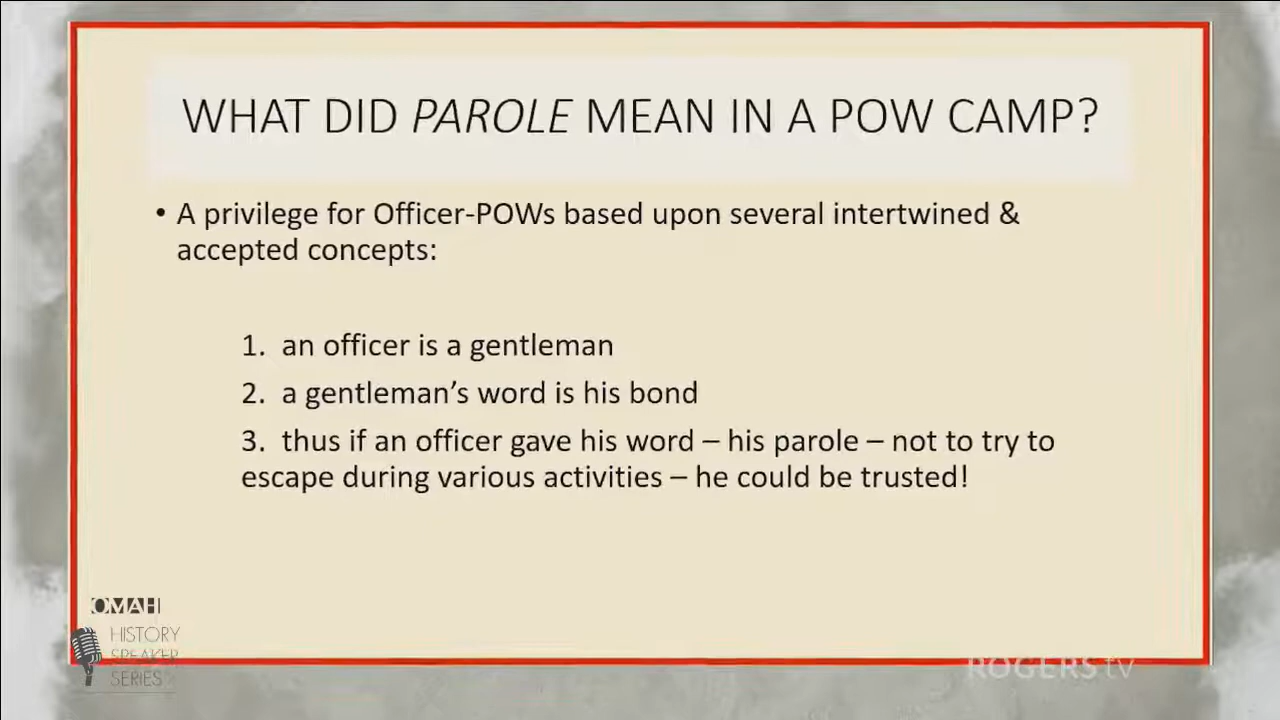 WHAT DID PAROLE MEAN IN A POW CAMP?
• A privilege for Officer-POWs based upon several intertwined &
accepted concepts:
1. an officer is a gentleman
2. a gentleman’s word is his bond
3. thus if an officer gave his word – his parole – not to try to
escape during various activities – he could be trusted!
OMAH
HISTORY
SPEAKER
SERIES
ROGERS tv